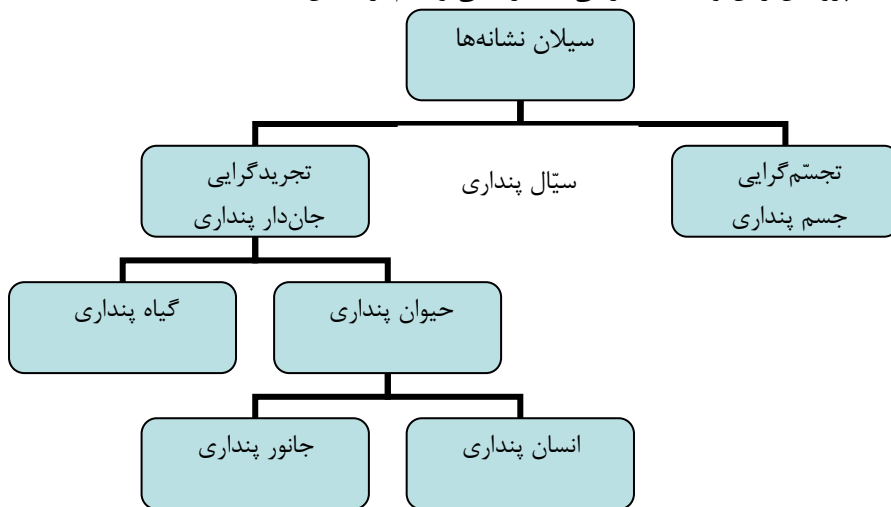 سیلان نشانه‌ها
تجسّم‌گرایی
جسم پنداری
سیّال پنداری
تجریدگرایی
جان‌دار پنداری
حیوان پنداری
گیاه پنداری
انسان پنداری
جانور پنداری